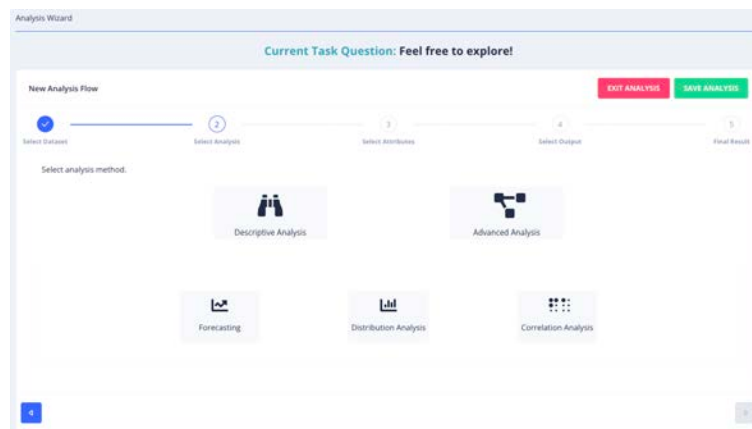 Analysis Wizard
Current Task Question: Feel free to explore!
New Analysis Flow
EXIT ANALYSIS
SAVE ANALYSIS
2
3
4
5
Select Dataset
Select Analysis
Select Attributes
Select Output
Final Result
Select analysis method.
Descriptive Analysis
Advanced Analysis
Forecasting
Distribution Analysis
Correlation Analysis